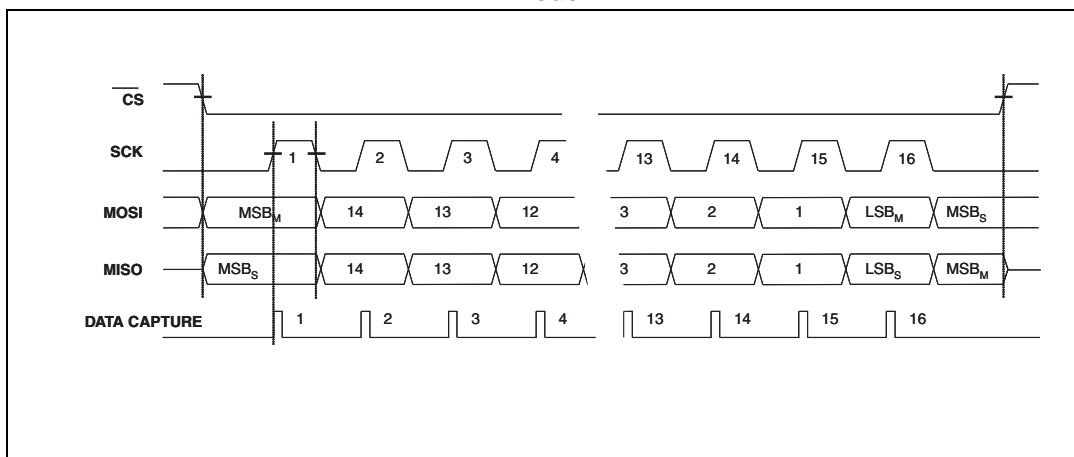 CS
SCK 1 2 3 4 13 14 15 16
MOSI MSBM 14 13 12 3 2 1 LSBM MSBS
MISO MSBS 14 13 12 3 2 1 LSBS MSBM
DATA CAPTURE 1 2 3 4 13 14 15 16